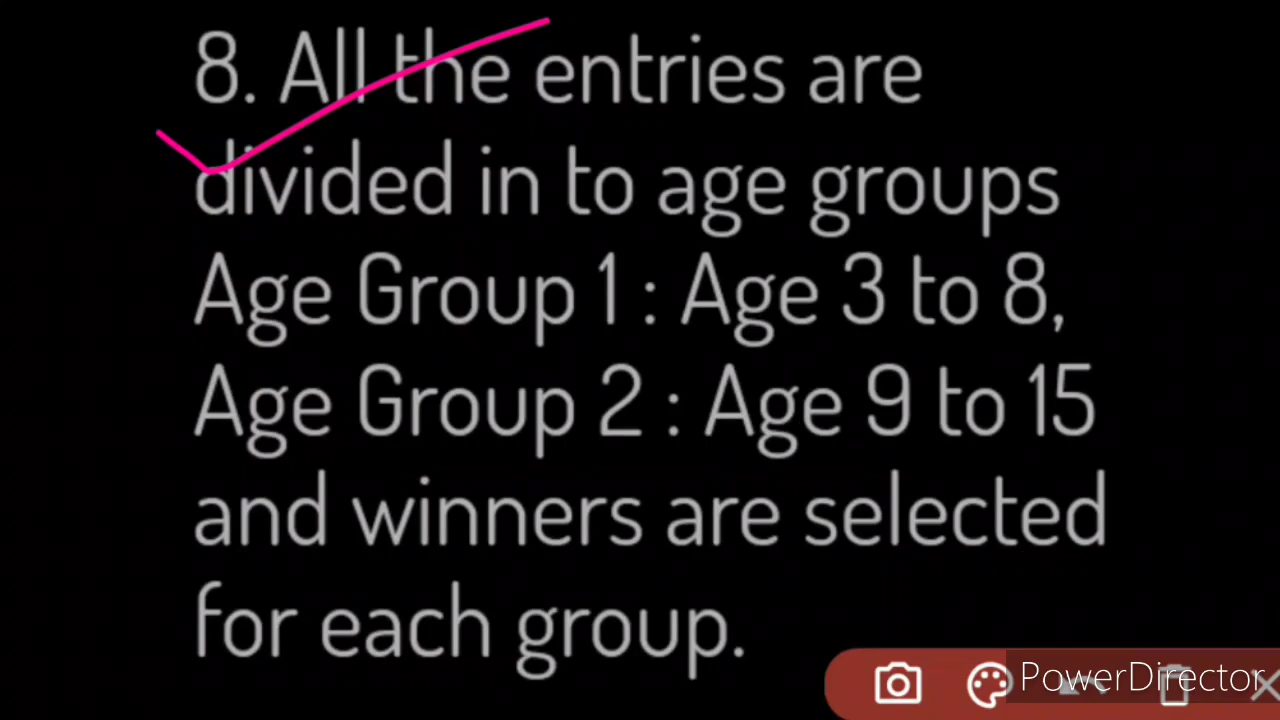 8. All the entries are
divided in to age groups
Age Group 1 : Age 3 to 8,
Age Group 2 : Age 9 to 15
and winners are selected
for each group.
PowerDirector